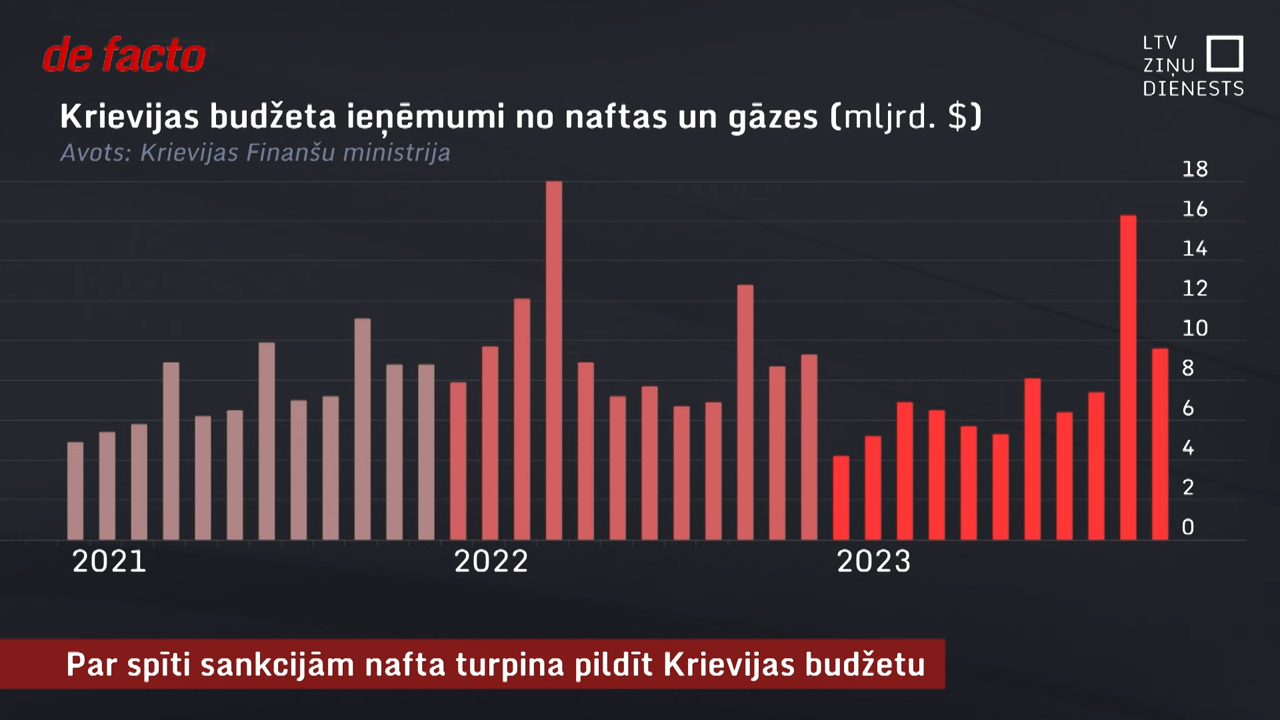 de facto
LTV
ZIŅU
DIENESTS
Krievijas budžeta ieņēmumi no naftas un gāzes (mljrd. $)
Avots: Krievijas Finanšu ministrija
18
16
14
12
10
8
6
4
2
0
2021 2022 2023
Par spīti sankcijām nafta turpina pildīt Krievijas budžetu